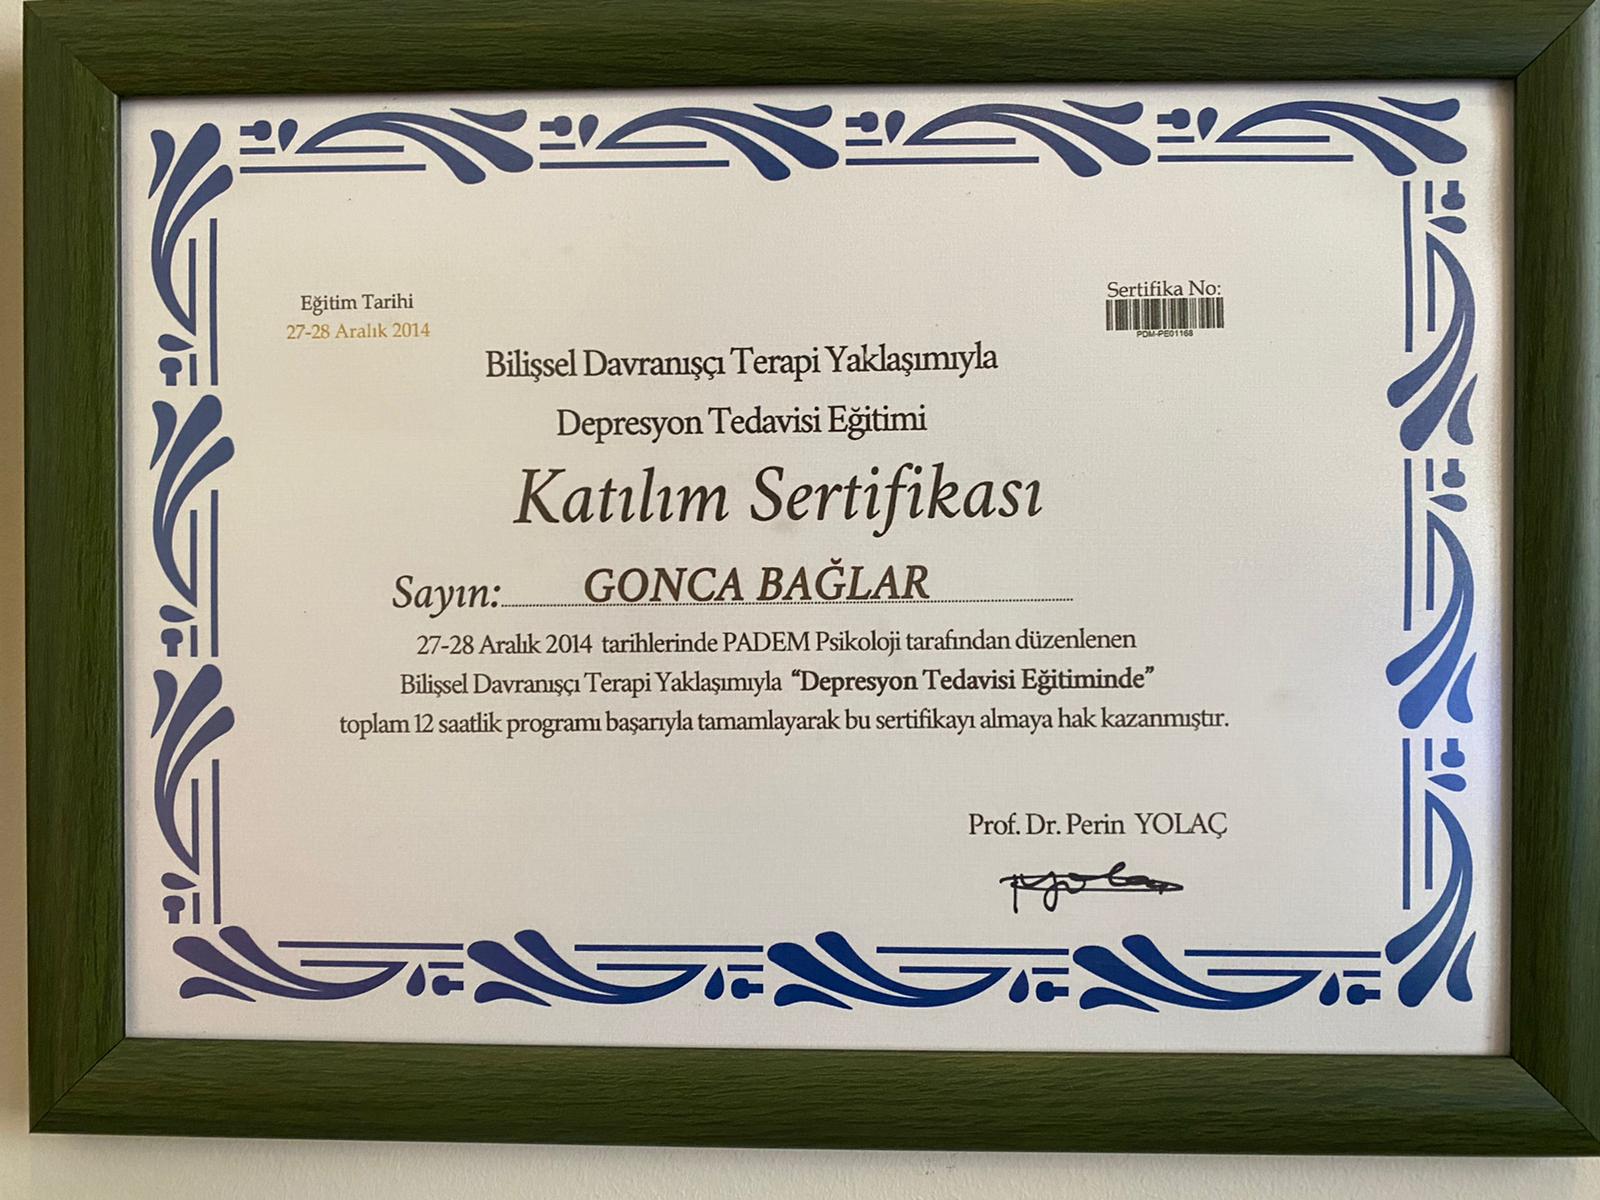 Eğitim Tarihi
27-28 Aralık 2014
Sertifika No:
PDM-PE01168
Bilişsel Davranışçı Terapi Yaklaşımıyla
Depresyon Tedavisi Eğitimi
Katılım Sertifikası
Sayın: GONCA BAĞLAR
27-28 Aralık 2014 tarihlerinde PADEM Psikoloji tarafından düzenlenen
Bilişsel Davranışçı Terapi Yaklaşımıyla “Depresyon Tedavisi Eğitiminde”
toplam 12 saatlik programı başarıyla tamamlayarak bu sertifikayı almaya hak kazanmıştır.
Prof. Dr. Perin YOLAÇ